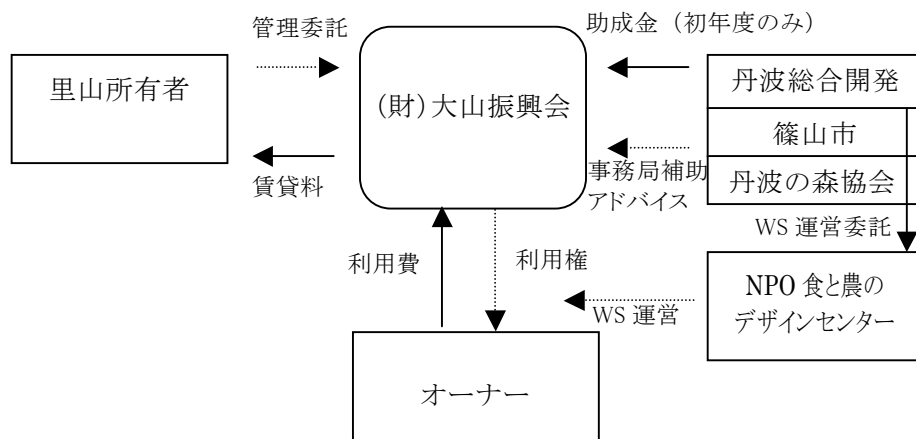 管理委託
助成金（初年度のみ）
里山所有者
(財)大山振興会
丹波総合開発
篠山市
丹波の森協会
賃貸料
事務局補助
アドバイス
WS 運営委託
利用費
利用権
NPO 食と農の
デザインセンター
WS 運営
オーナー